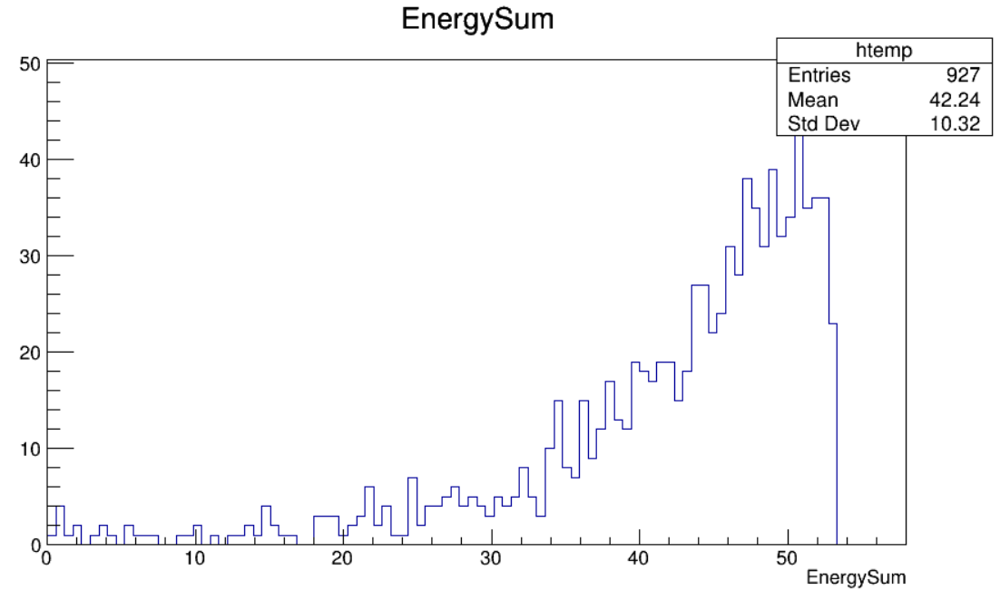 EnergySum
htemp
Entries 927
Mean 42.24
Std Dev 10.32
50
40
30
20
10
0
0 10 20 30 40 50
EnergySum